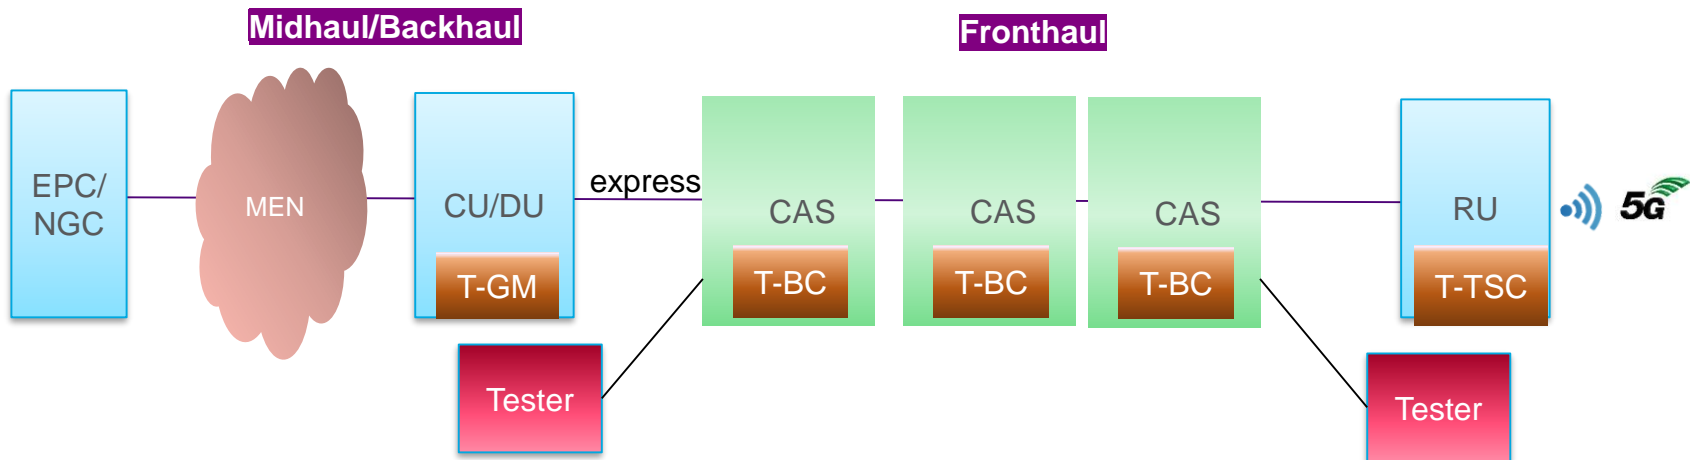 Midhaul/Backhaul
Fronthaul
EPC/
NGC
MEN
CU/DU
T-GM
express
CAS
T-BC
CAS
T-BC
CAS
T-BC
RU
T-TSC
5G
Tester
Tester